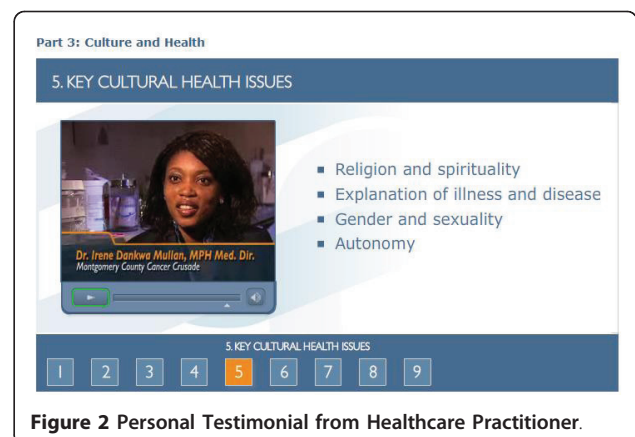 Part 3: Culture and Health
5. KEY CULTURAL HEALTH ISSUES
Dr. Irene Dankwa Mullan, MPH Med. Dir.
Montgomery County Cancer Crusade
▪ Religion and spirituality
▪ Explanation of illness and disease
▪ Gender and sexuality
▪ Autonomy
5. KEY CULTURAL HEALTH ISSUES
1 2 3 4 5 6 7 8 9
Figure 2 Personal Testimonial from Healthcare Practitioner.